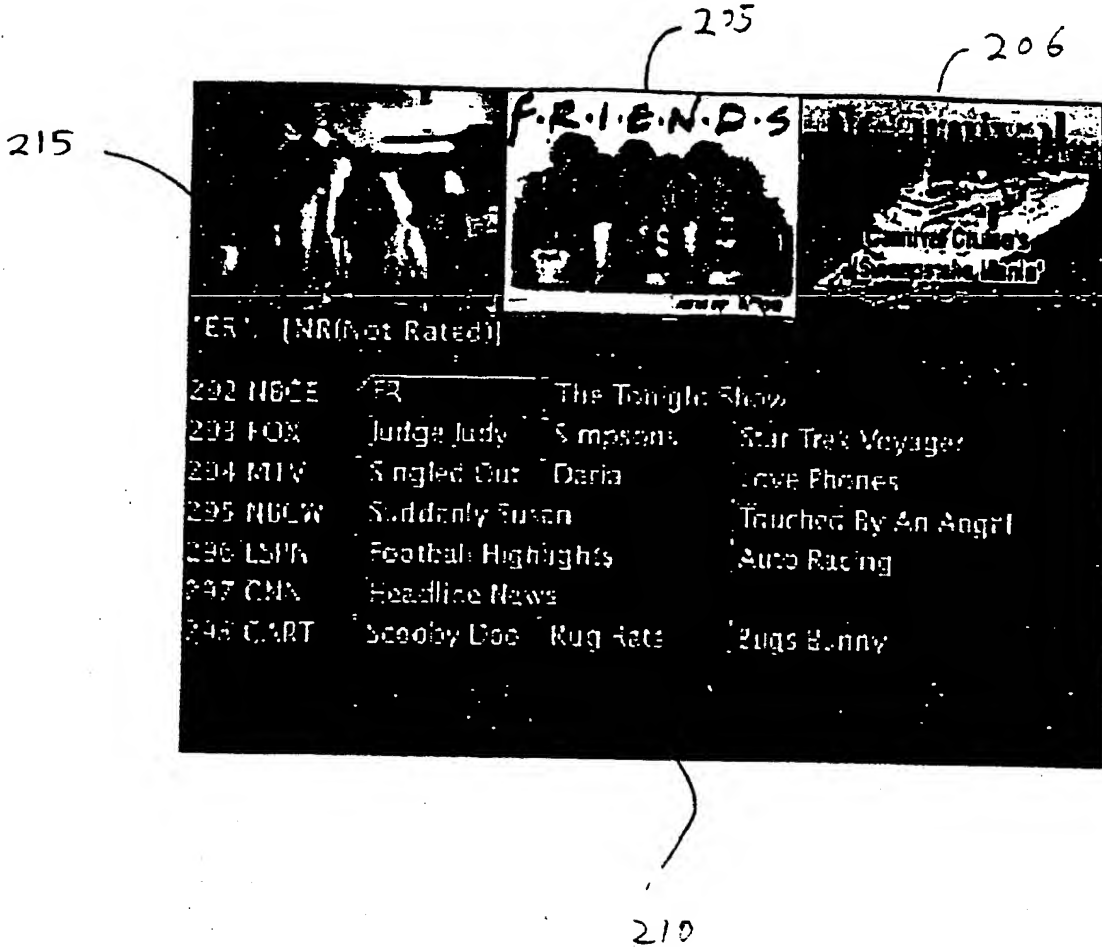 205
206
215
F·R·I·E·N·D·S
Carnival Cruise's
"ER". [NR(Not Rated)]
292 NBCE ER The Tonight Show
293 FOX Judge Judy Simpsons Star Trek Voyager
294 MTV Singled Out Daria Love Phones
295 NBCW Suddenly Susan Touched By An Angel
296 ESPN Football Highlights Auto Racing
297 CNN Headline News
298 CART Scooby Doo Rug Rats Bugs Bunny
210